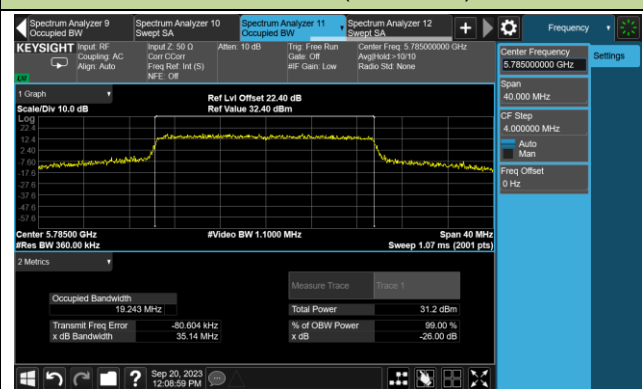 Spectrum Analyzer 9
Occupied BW
Spectrum Analyzer 10
Swept SA
Spectrum Analyzer 11
Occupied BW
Spectrum Analyzer 12
Swept SA
Frequency
KEYSIGHT
Input: RF
Coupling: AC
Align: Auto
Input Z: 50 Ω
Corr CCorr
Freq Ref: Int (S)
NFE: Off
Atten: 10 dB
Trig: Free Run
Gate: Off
#IF Gain: Low
Center Freq: 5.785000000 GHz
Avg|Hold:>10/10
Radio Std: None
Center Frequency
5.785000000 GHz
Settings
Span
40.000 MHz
CF Step
4.000000 MHz
Auto
Man
Freq Offset
0 Hz
1 Graph
Scale/Div 10.0 dB
Ref Lvl Offset 22.40 dB
Ref Value 32.40 dBm
Log
22.4
12.4
2.40
-7.60
-17.6
-27.6
-37.6
-47.6
-57.6
Center 5.78500 GHz
#Res BW 360.00 kHz
#Video BW 1.1000 MHz
Span 40 MHz
Sweep 1.07 ms (2001 pts)
2 Metrics
Measure Trace
Trace 1
Occupied Bandwidth
19.243 MHz
Total Power
31.2 dBm
Transmit Freq Error
-80.604 kHz
% of OBW Power
99.00 %
x dB Bandwidth
35.14 MHz
x dB
-26.00 dB
Sep 20, 2023
12:08:59 PM